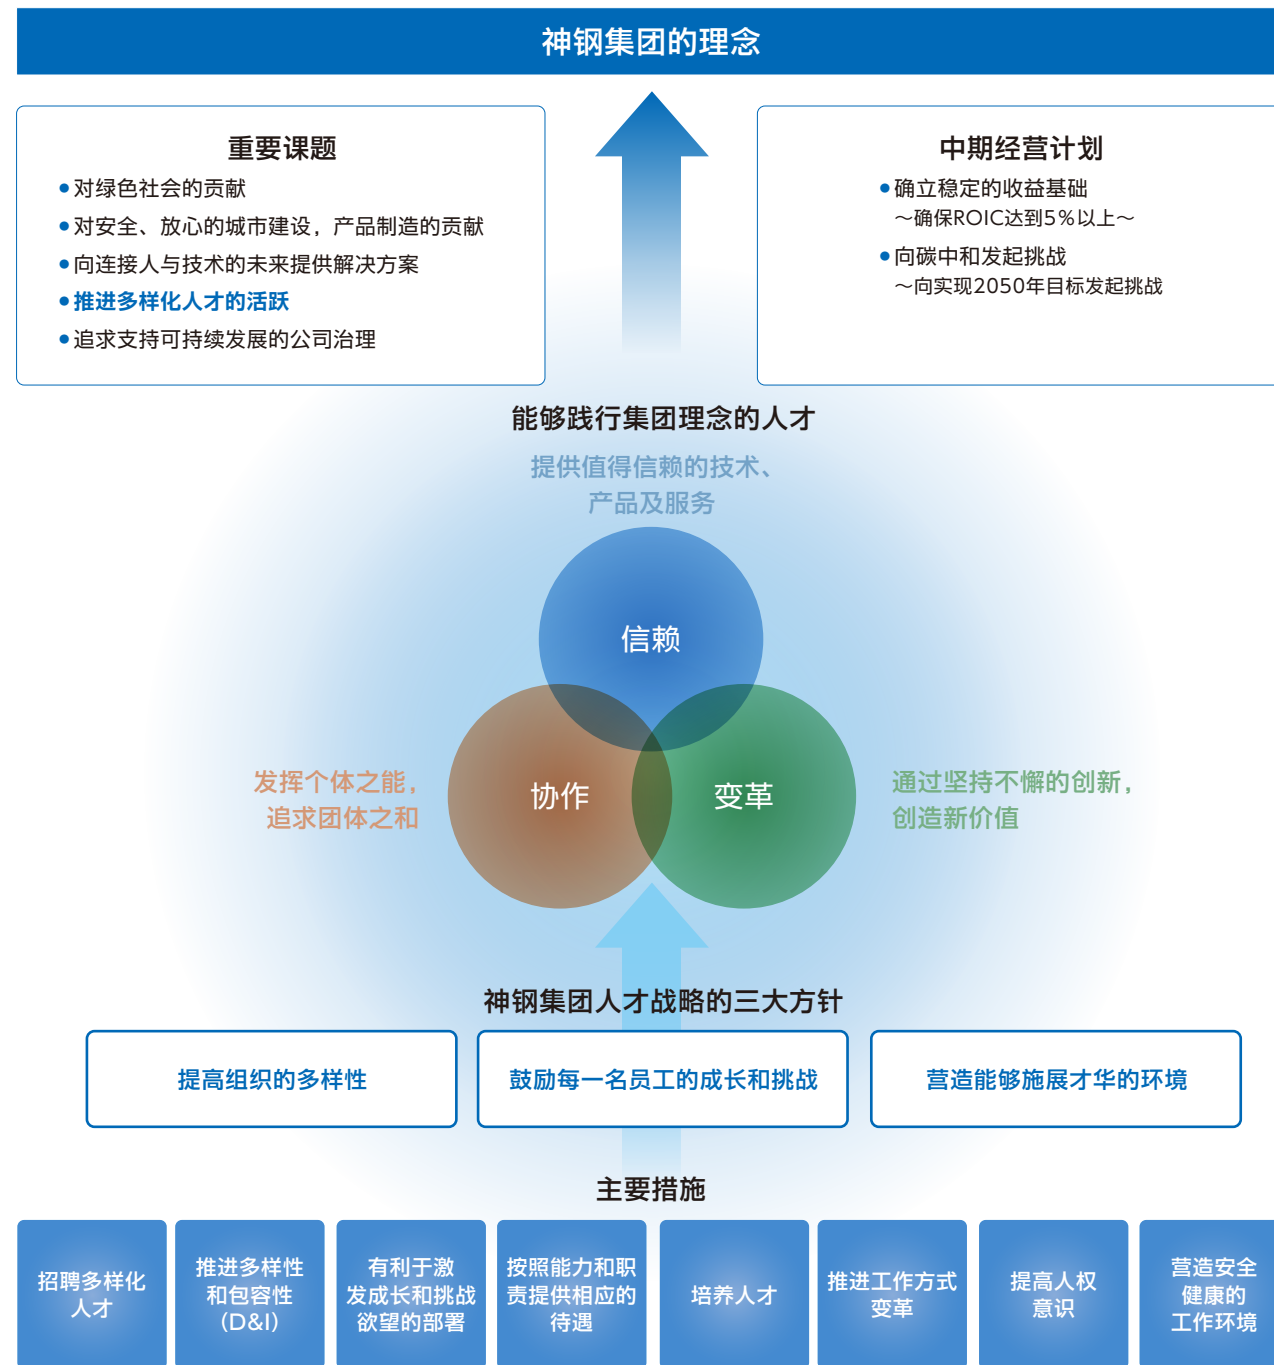 神钢集团的理念
重要课题
●对绿色社会的贡献
●对安全、放心的城市建设，产品制造的贡献
●向连接人与技术的未来提供解决方案
●推进多样化人才的活跃
●追求支持可持续发展的公司治理
中期经营计划
●确立稳定的收益基础
～确保ROIC达到5%以上～
●向碳中和发起挑战
～向实现2050年目标发起挑战
能够践行集团理念的人才
提供值得信赖的技术、
产品及服务
信赖
协作
变革
发挥个体之能，
追求团体之和
通过坚持不懈的创新，
创造新价值
神钢集团人才战略的三大方针
提高组织的多样性
鼓励每一名员工的成长和挑战
营造能够施展才华的环境
主要措施
招聘多样化
人才
推进多样性
和包容性
(D&I)
有利于激
发成长和挑战
欲望的部署
按照能力和职
责提供相应的
待遇
培养人才
推进工作方式
变革
提高人权
意识
营造安全
健康的
工作环境